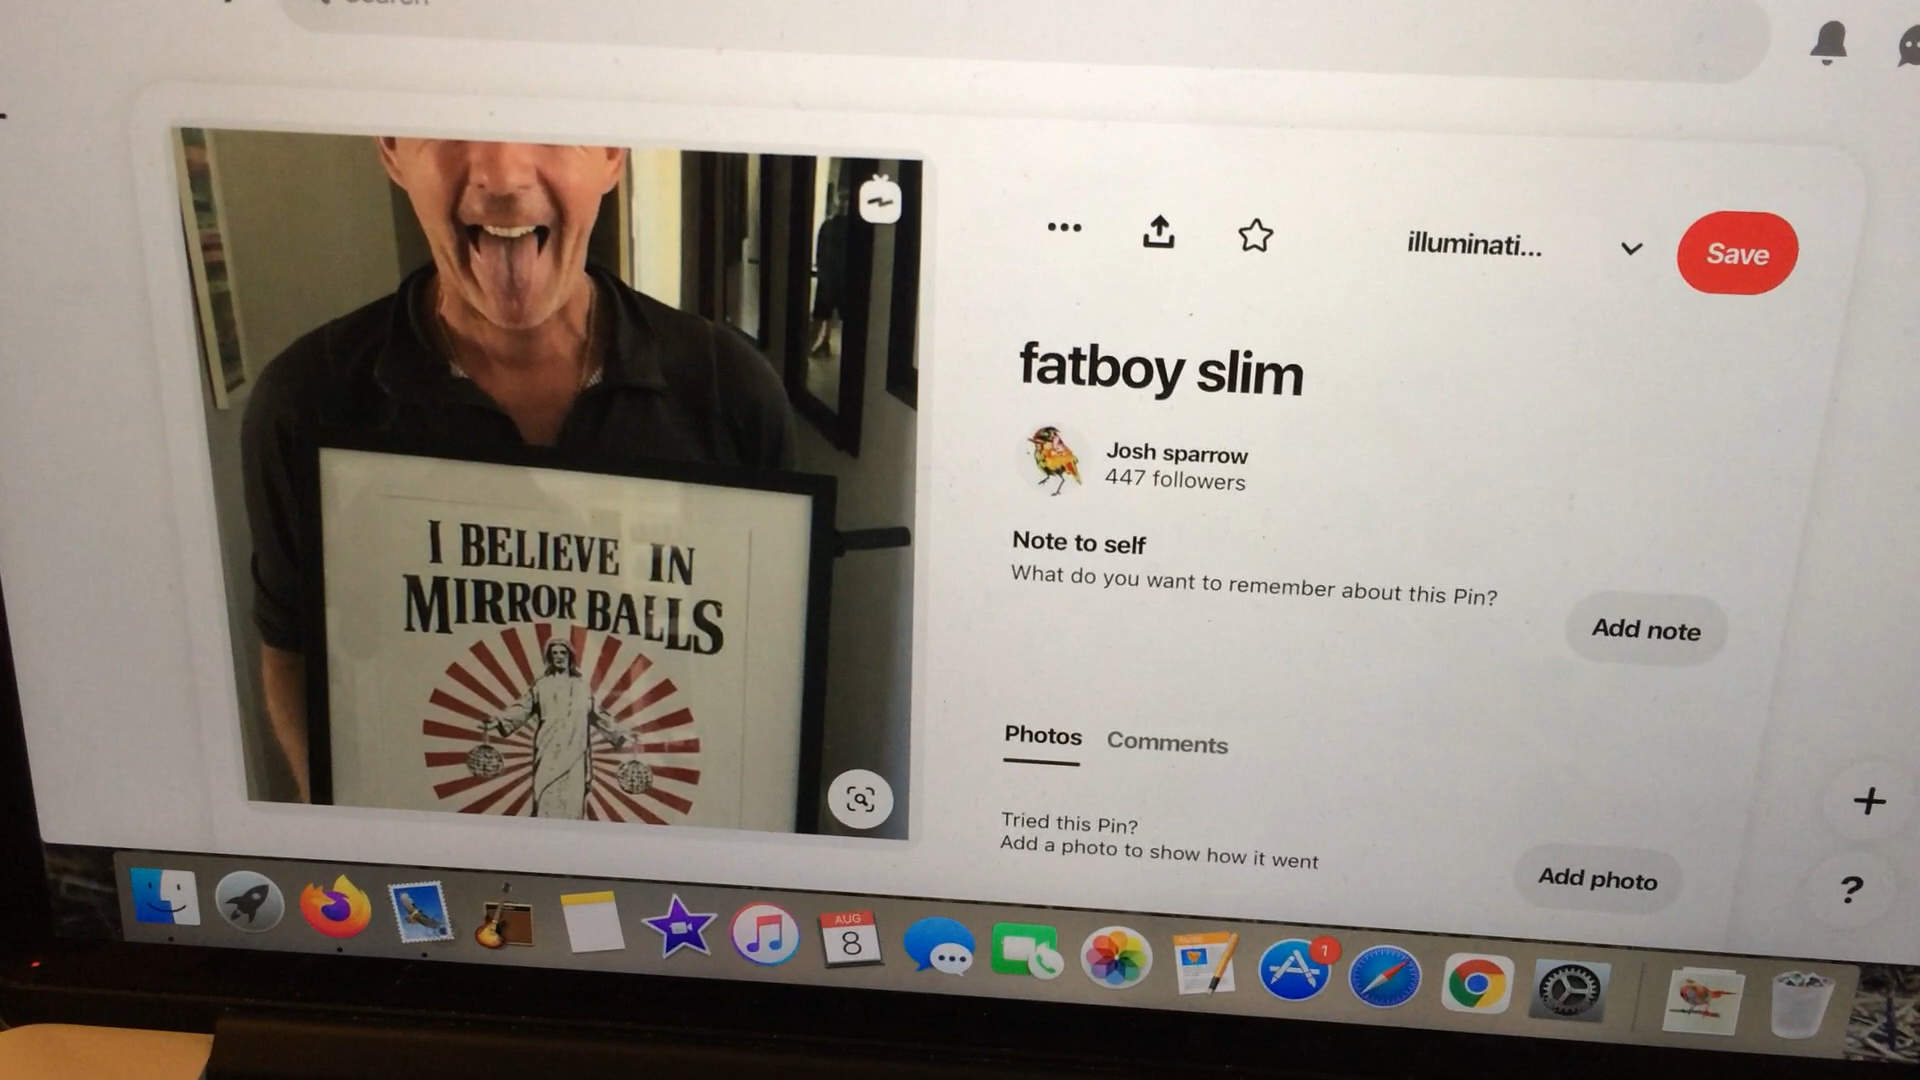 illuminati...
Save
fatboy slim
Josh sparrow
447 followers
Note to self
What do you want to remember about this Pin?
Add note
Photos
Comments
Tried this Pin?
Add a photo to show how it went
Add photo
I BELIEVE IN
MIRROR BALLS
AUG
8
1
?